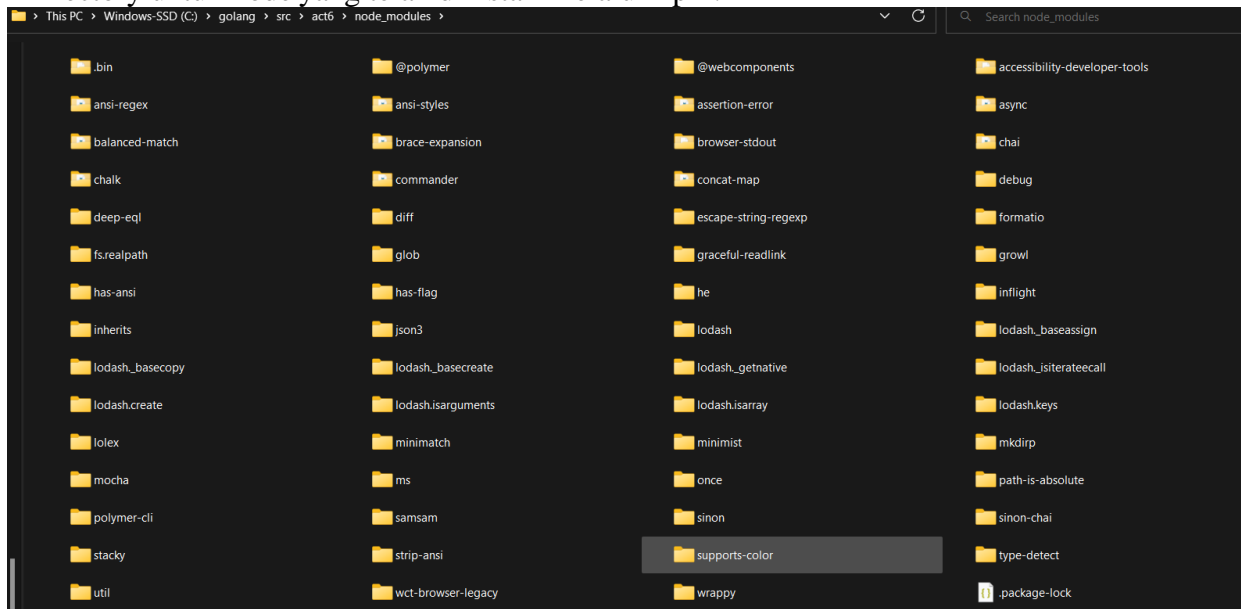 This PC > Windows-SSD (C:) > golang > src > act6 > node_modules > Search node_modules
.bin @polymer @webcomponents accessibility-developer-tools
ansi-regex ansi-styles assertion-error async
balanced-match brace-expansion browser-stdout chai
chalk commander concat-map debug
deep-eql diff escape-string-regexp formatio
fs.realpath glob graceful-readlink growl
has-ansi has-flag he inflight
inherits json3 lodash lodash._baseassign
lodash._basecopy lodash._basecreate lodash._getnative lodash._isiterateecall
lodash.create lodash.isarguments lodash.isarray lodash.keys
lolex minimatch minimist mkdirp
mocha ms once path-is-absolute
polymer-cli samsam sinon sinon-chai
stacky strip-ansi supports-color type-detect
util wct-browser-legacy wrappy .package-lock